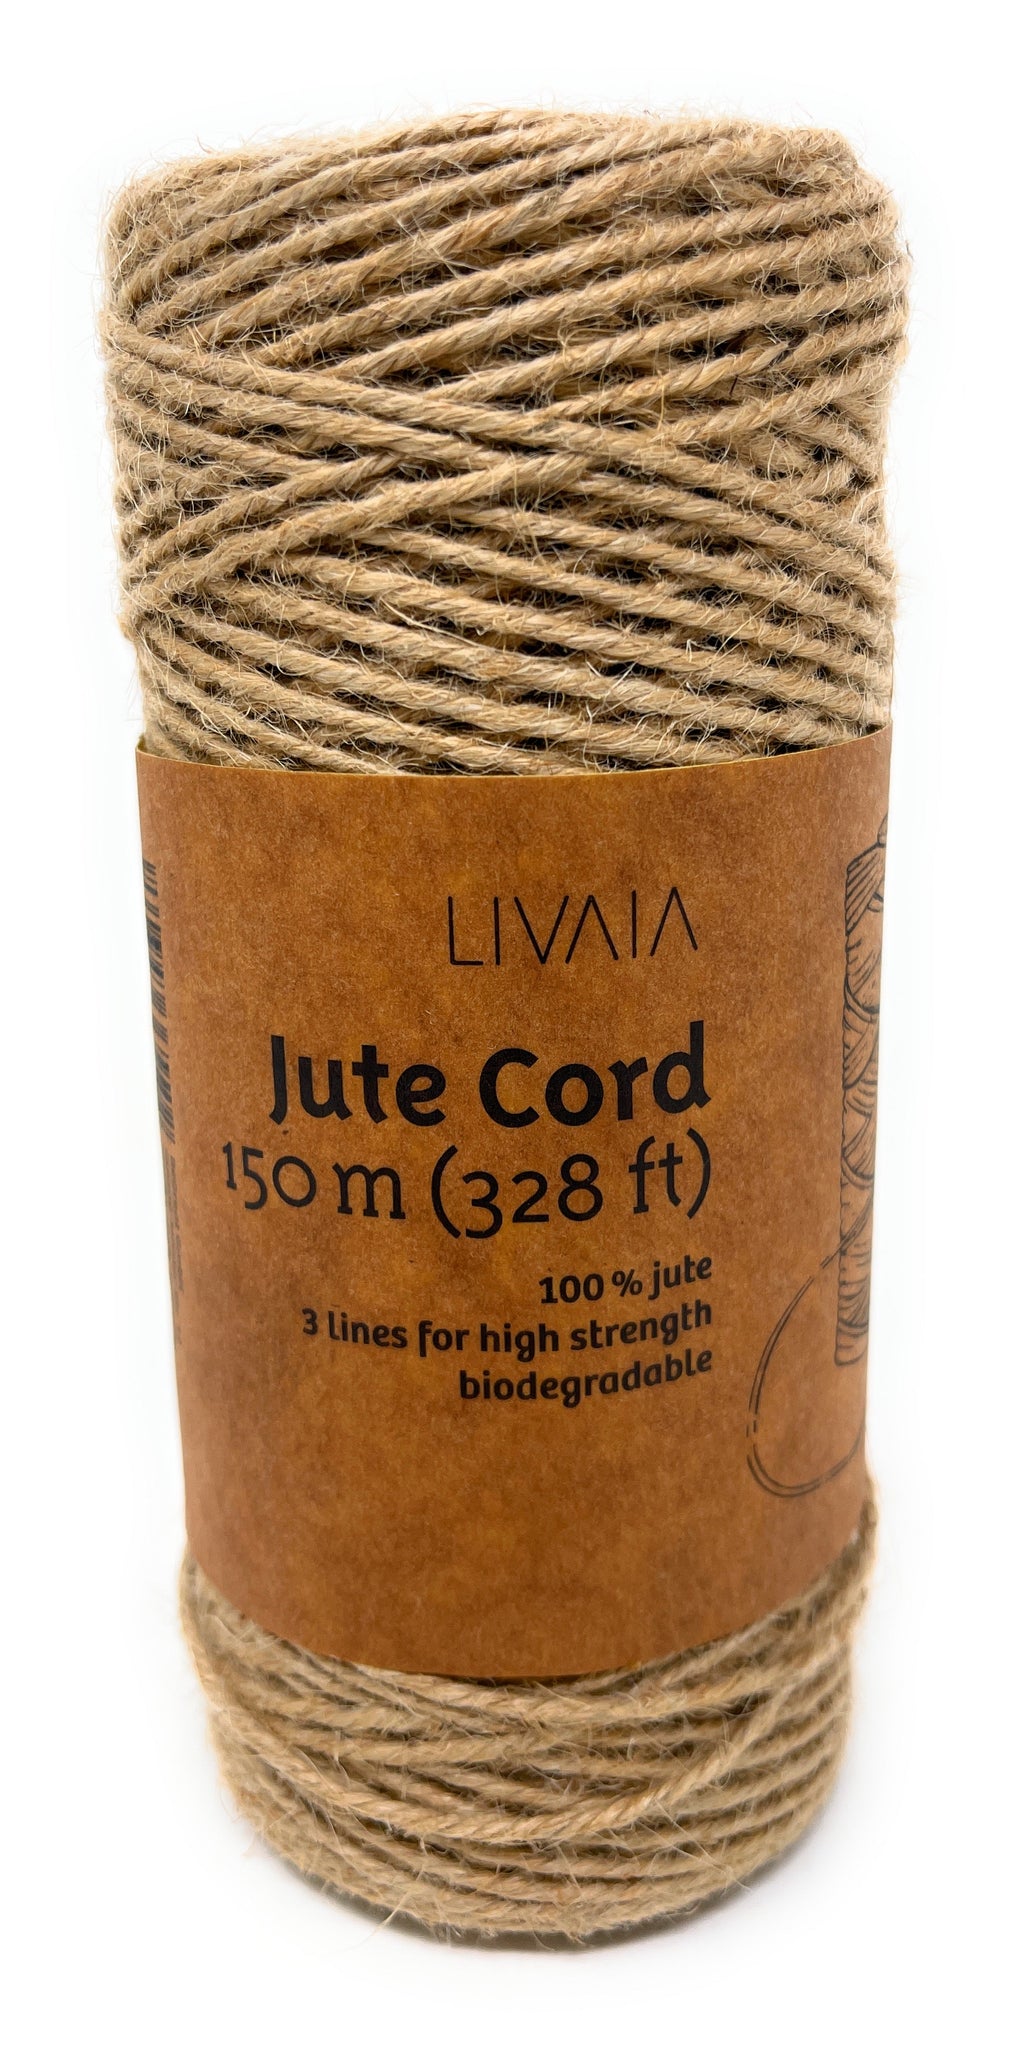 LIVAIA
Jute Cord
150 m (328 ft)
100 % jute
3 lines for high strength
biodegradable